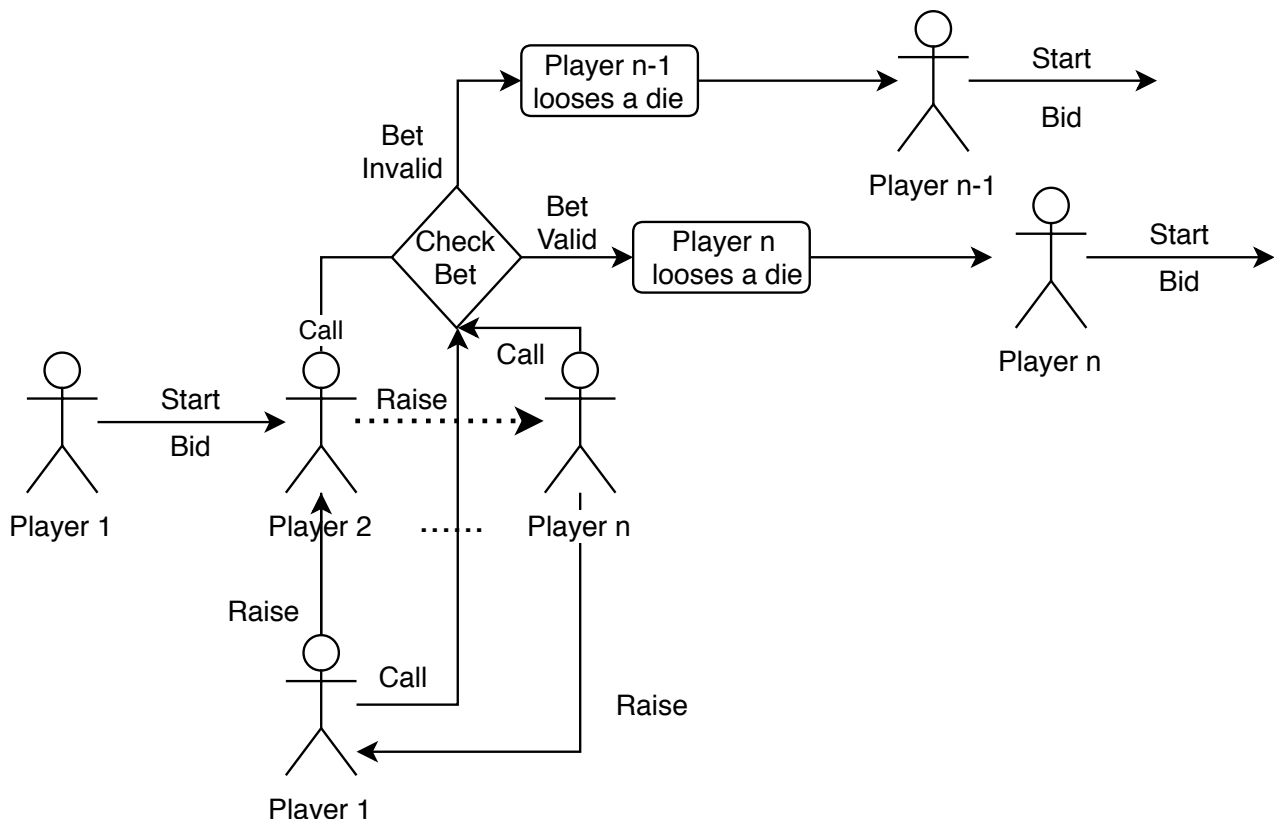 Player n-1
looses a die
Start
Bid
Player n-1
Bet
Invalid
Bet
Valid
Check
Bet
Player n
looses a die
Start
Bid
Player n
Call
Call
Start
Bid
Raise
Player 1
Player 2
......
Player n
Raise
Call
Raise
Player 1